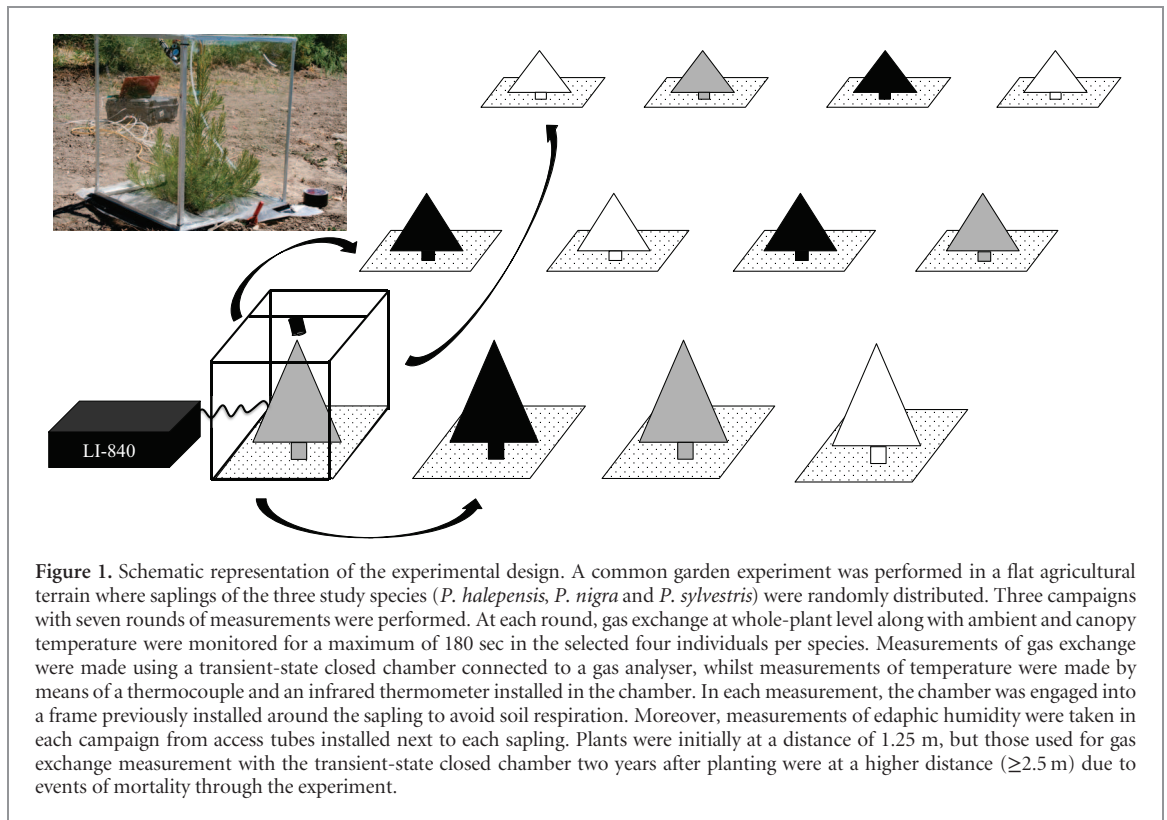 LI-840
Figure 1. Schematic representation of the experimental design. A common garden experiment was performed in a flat agricultural
terrain where saplings of the three study species (P. halepensis, P. nigra and P. sylvestris) were randomly distributed. Three campaigns
with seven rounds of measurements were performed. At each round, gas exchange at whole-plant level along with ambient and canopy
temperature were monitored for a maximum of 180 sec in the selected four individuals per species. Measurements of gas exchange
were made using a transient-state closed chamber connected to a gas analyser, whilst measurements of temperature were made by
means of a thermocouple and an infrared thermometer installed in the chamber. In each measurement, the chamber was engaged into
a frame previously installed around the sapling to avoid soil respiration. Moreover, measurements of edaphic humidity were taken in
each campaign from access tubes installed next to each sapling. Plants were initially at a distance of 1.25 m, but those used for gas
exchange measurement with the transient-state closed chamber two years after planting were at a higher distance (≥2.5 m) due to
events of mortality through the experiment.